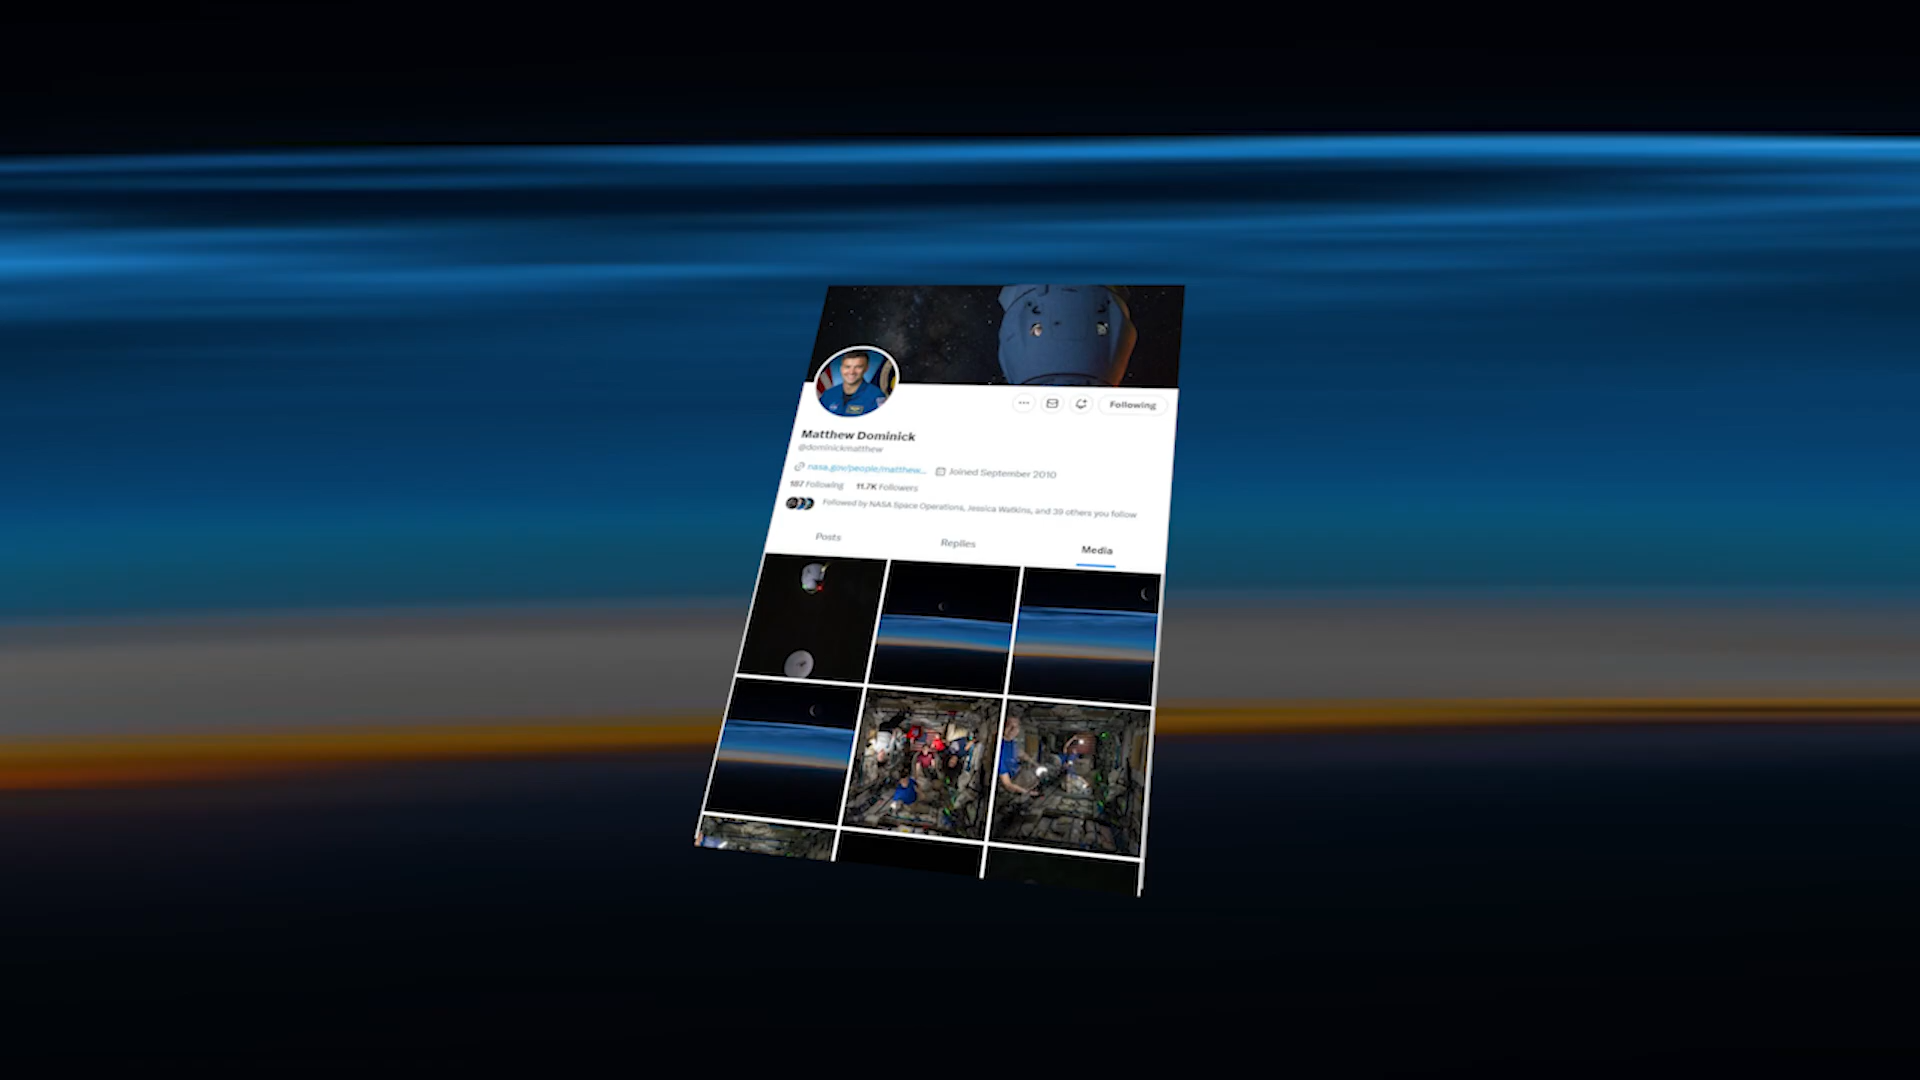 Following
Matthew Dominick
@dominickmatthew
nasa.gov/people/matthew... Joined September 2010
187 Following 11.7K Followers
Followed by NASA Space Operations, Jessica Watkins, and 39 others you follow
Posts Replies Media